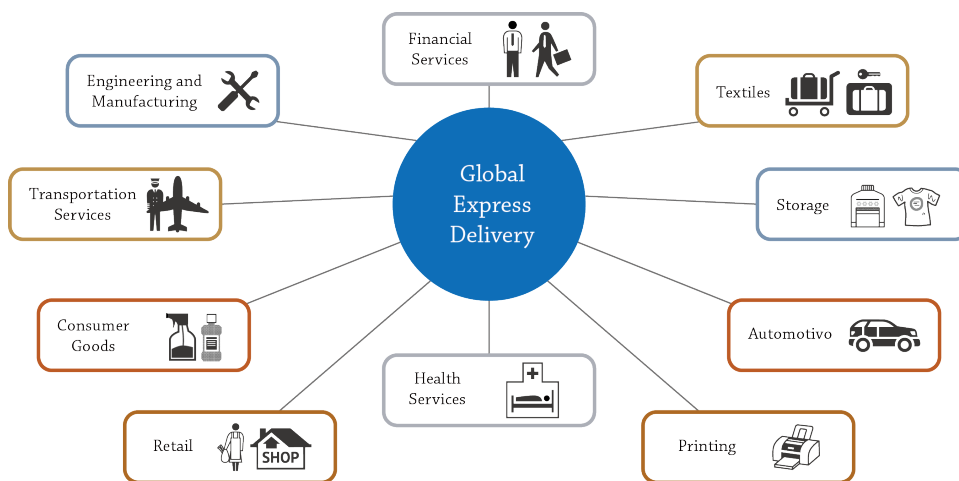 Financial
Services
Engineering and
Manufacturing
Textiles
Global
Express
Delivery
Transportation
Services
Storage
Consumer
Goods
Automotivo
Health
Services
Retail
SHOP
Printing